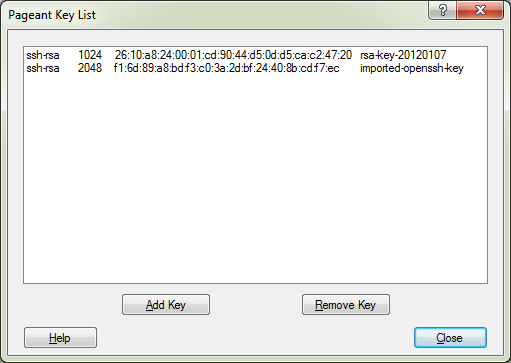 Pageant Key List
ssh-rsa 1024 26:10:a8:24:00:01:cd:90:44:d5:0d:d5:ca:c2:47:20 rsa-key-20120107
ssh-rsa 2048 f1:6d:89:a8:bd:f3:c0:3a:2d:bf:24:40:8b:cd:f7:ec imported-openssh-key
Add Key Remove Key
Help Close